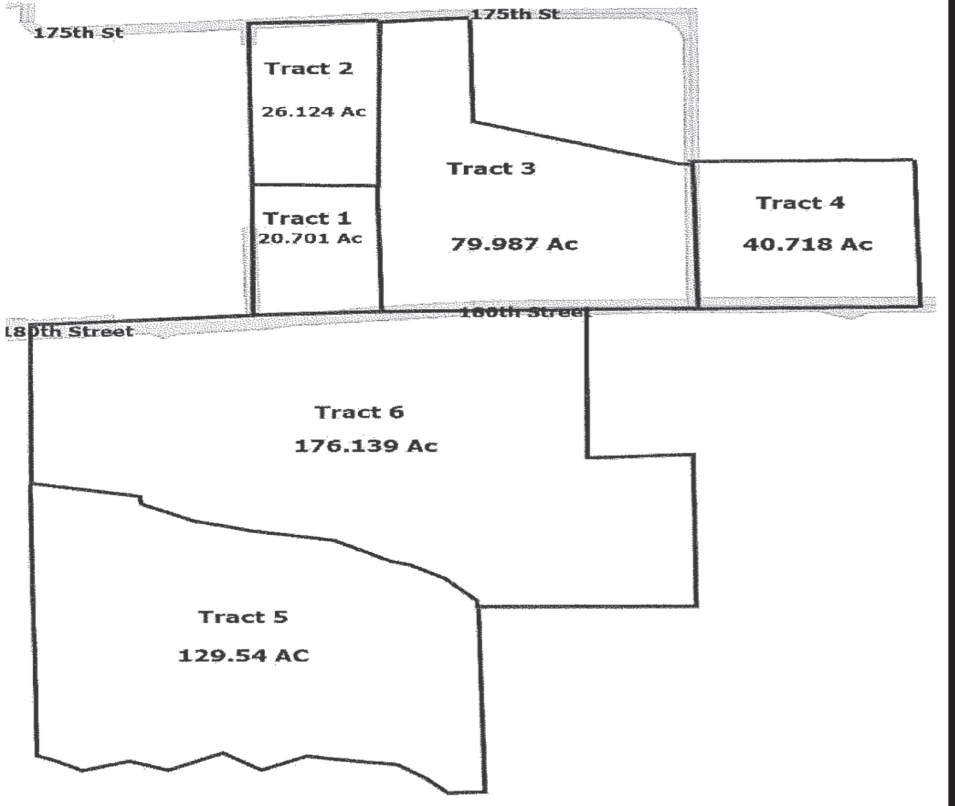 175th St
175th St
Tract 2
26.124 Ac
Tract 3
Tract 1
20.701 Ac
79.987 Ac
Tract 4
40.718 Ac
180th Street
180th Street
Tract 6
176.139 Ac
Tract 5
129.54 AC